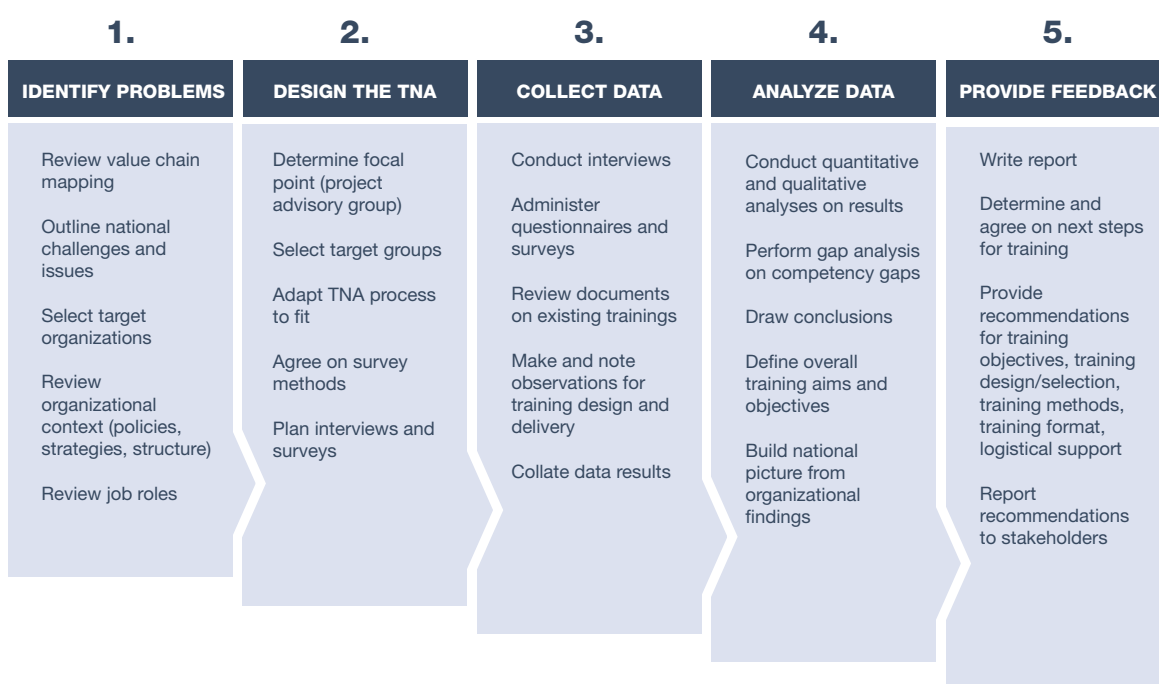 1.
IDENTIFY PROBLEMS
Review value chain
mapping
Outline national
challenges and
issues
Select target
organizations
Review
organizational
context (policies,
strategies, structure)
Review job roles
2.
DESIGN THE TNA
Determine focal
point (project
advisory group)
Select target groups
Adapt TNA process
to fit
Agree on survey
methods
Plan interviews and
surveys
3.
COLLECT DATA
Conduct interviews
Administer
questionnaires and
surveys
Review documents
on existing trainings
Make and note
observations for
training design and
delivery
Collate data results
4.
ANALYZE DATA
Conduct quantitative
and qualitative
analyses on results
Perform gap analysis
on competency gaps
Draw conclusions
Define overall
training aims and
objectives
Build national
picture from
organizational
findings
5.
PROVIDE FEEDBACK
Write report
Determine and
agree on next steps
for training
Provide
recommendations
for training
objectives, training
design/selection,
training methods,
training format,
logistical support
Report
recommendations
to stakeholders